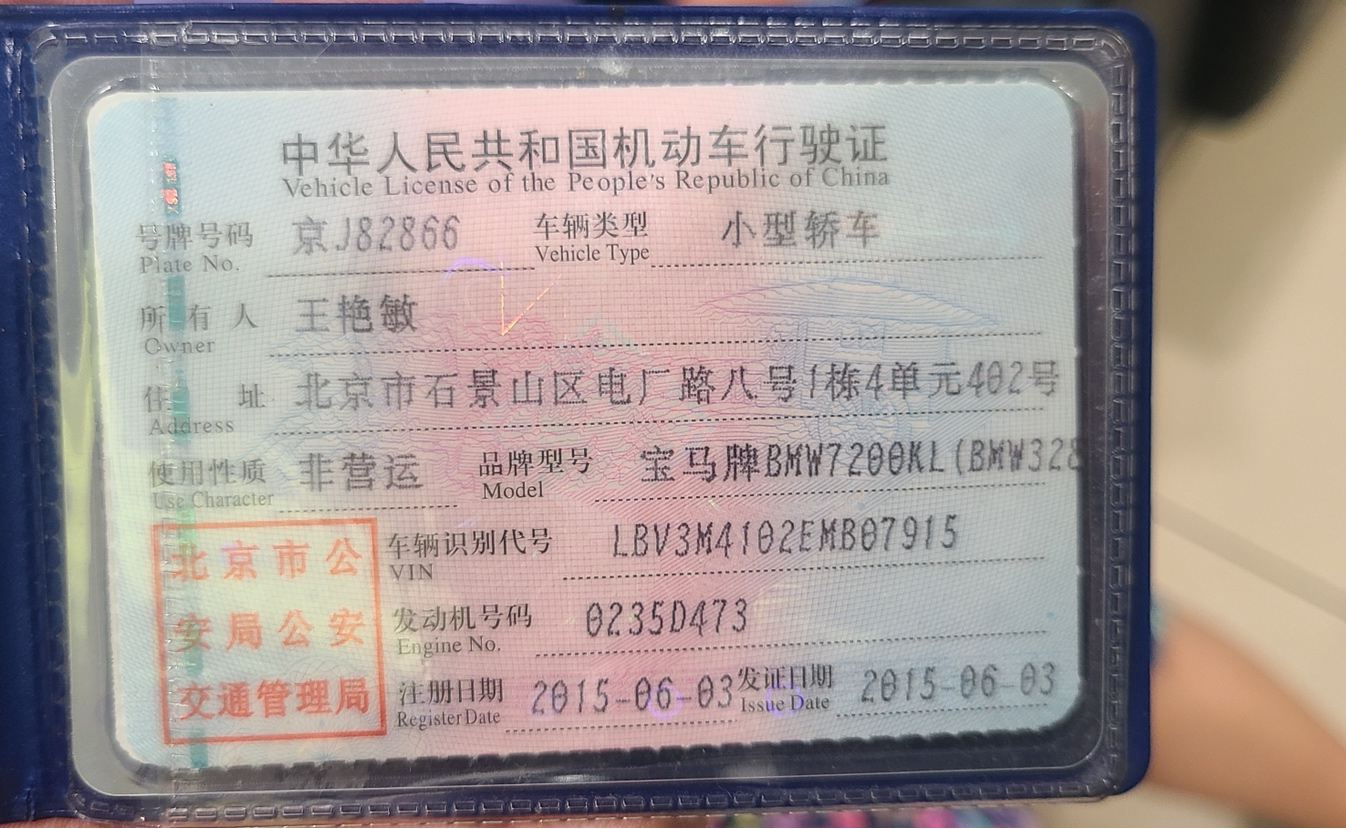 中华人民共和国机动车行驶证
Vehicle License of the People's Republic of China
号牌号码 京J82866 车辆类型 小型轿车
Plate No. Vehicle Type
所有人 王艳敏
Owner
住址 北京市石景山区电厂路八号1栋4单元402号
Address
使用性质 非营运 品牌型号 宝马牌BMW7200KL(BMW328
Use Character Model
北京市公
安局公安
交通管理局
车辆识别代号 LBV3M4102EMB07915
VIN
发动机号码 0235D473
Engine No.
注册日期 2015-06-03 发证日期 2015-06-03
Register Date Issue Date